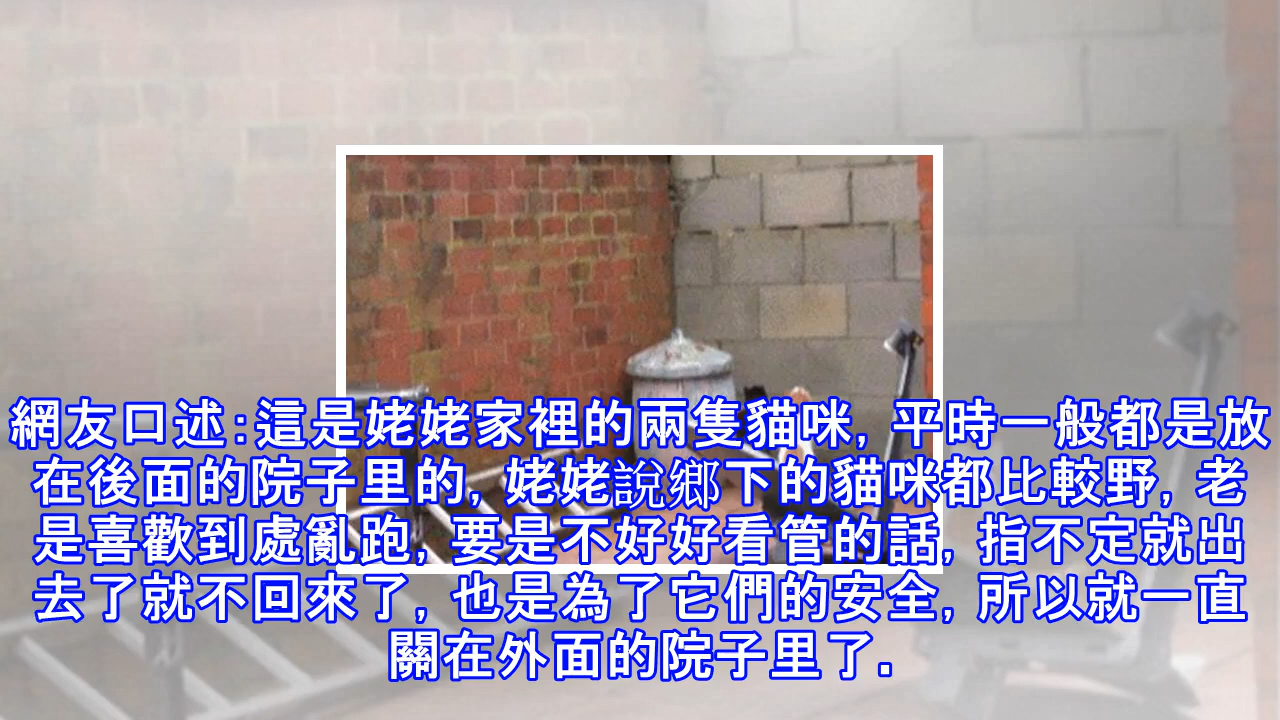 網友口述:這是姥姥家裡的兩隻貓咪, 平時一般都是放
在後面的院子里的, 姥姥說鄉下的貓咪都比較野, 老
是喜歡到處亂跑, 要是不好好看管的話, 指不定就出
去了就不回來了, 也是為了它們的安全, 所以就一直
關在外面的院子里了.